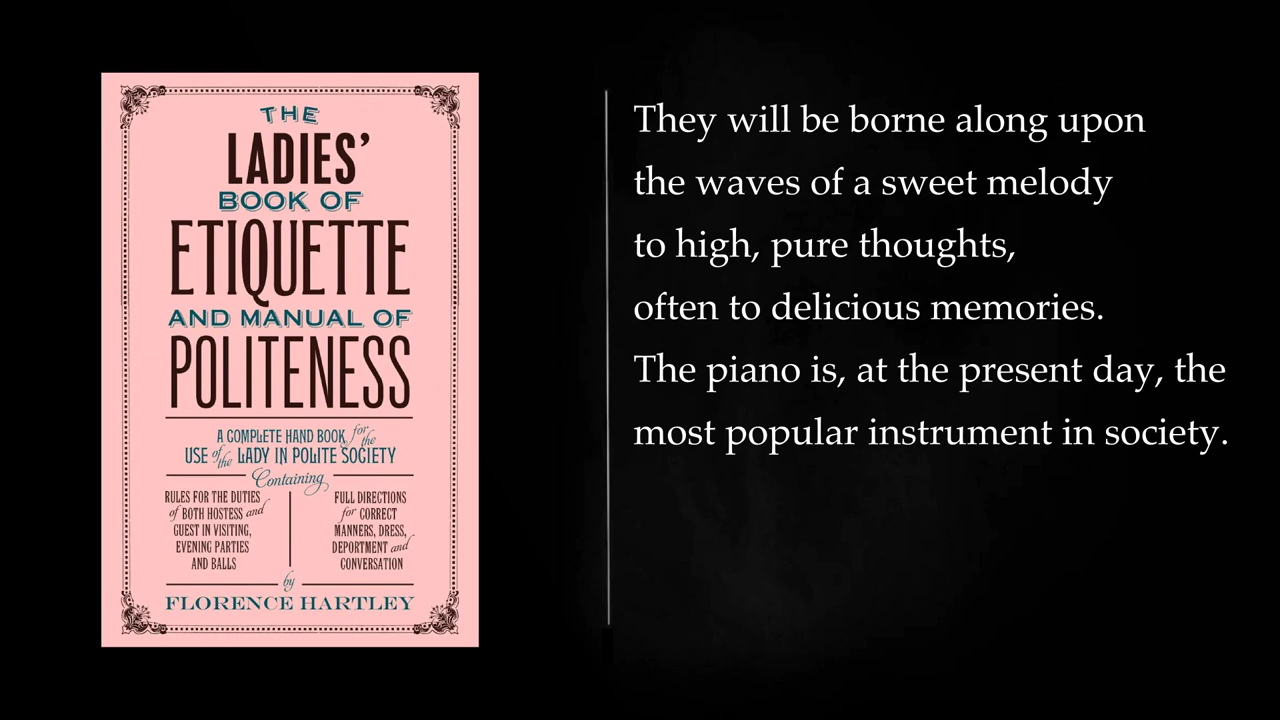 THE
LADIES'
BOOK OF
ETIQUETTE
AND MANUAL OF
POLITENESS
A COMPLETE HAND BOOK for the
USE of the LADY IN POLITE SOCIETY
Containing
RULES FOR THE DUTIES
of BOTH HOSTESS and
GUEST IN VISITING,
EVENING PARTIES
AND BALLS
FULL DIRECTIONS
for CORRECT
MANNERS, DRESS,
DEPORTMENT and
CONVERSATION
by
FLORENCE HARTLEY
They will be borne along upon
the waves of a sweet melody
to high, pure thoughts,
often to delicious memories.
The piano is, at the present day, the
most popular instrument in society.